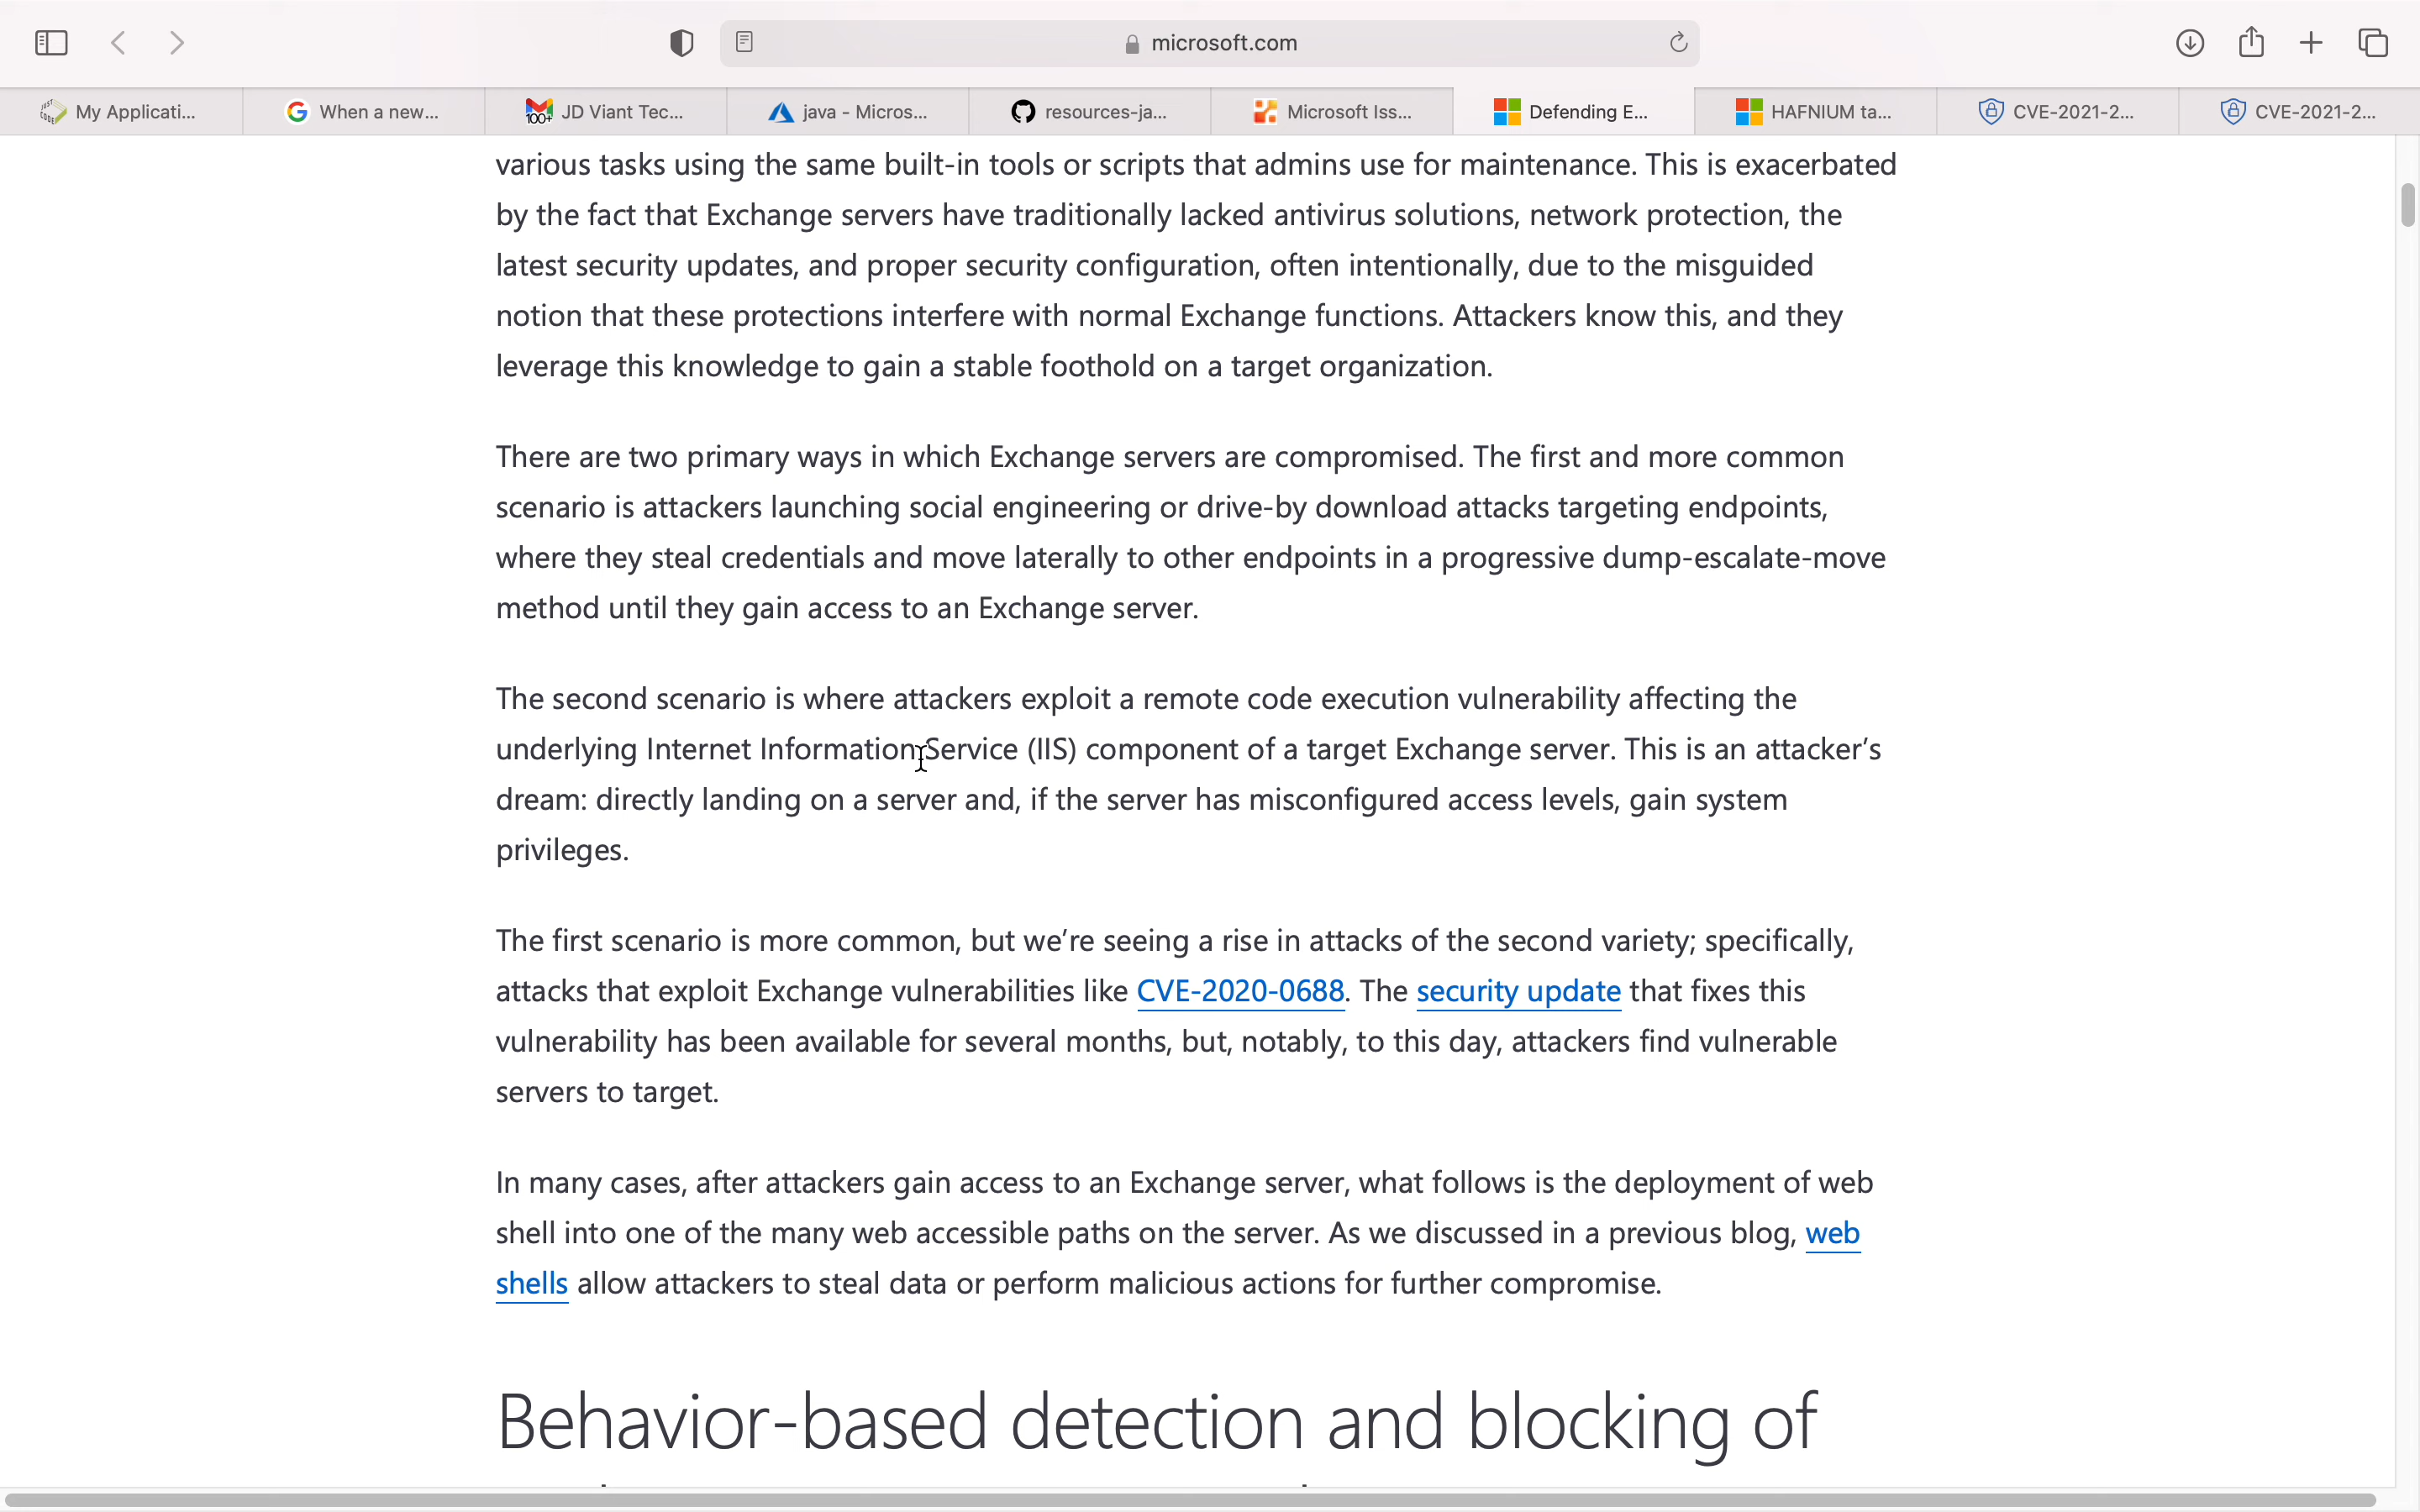 microsoft.com
My Applicati...
When a new...
100+
JD Viant Tec...
java - Micros...
resources-ja...
Microsoft Iss...
Defending E...
HAFNIUM ta...
CVE-2021-2...
CVE-2021-2...
various tasks using the same built-in tools or scripts that admins use for maintenance. This is exacerbated
by the fact that Exchange servers have traditionally lacked antivirus solutions, network protection, the
latest security updates, and proper security configuration, often intentionally, due to the misguided
notion that these protections interfere with normal Exchange functions. Attackers know this, and they
leverage this knowledge to gain a stable foothold on a target organization.
There are two primary ways in which Exchange servers are compromised. The first and more common
scenario is attackers launching social engineering or drive-by download attacks targeting endpoints,
where they steal credentials and move laterally to other endpoints in a progressive dump-escalate-move
method until they gain access to an Exchange server.
The second scenario is where attackers exploit a remote code execution vulnerability affecting the
underlying Internet Information Service (IIS) component of a target Exchange server. This is an attacker's
dream: directly landing on a server and, if the server has misconfigured access levels, gain system
privileges.
The first scenario is more common, but we're seeing a rise in attacks of the second variety; specifically,
attacks that exploit Exchange vulnerabilities like CVE-2020-0688. The security update that fixes this
vulnerability has been available for several months, but, notably, to this day, attackers find vulnerable
servers to target.
In many cases, after attackers gain access to an Exchange server, what follows is the deployment of web
shell into one of the many web accessible paths on the server. As we discussed in a previous blog, web
shells allow attackers to steal data or perform malicious actions for further compromise.
Behavior-based detection and blocking of